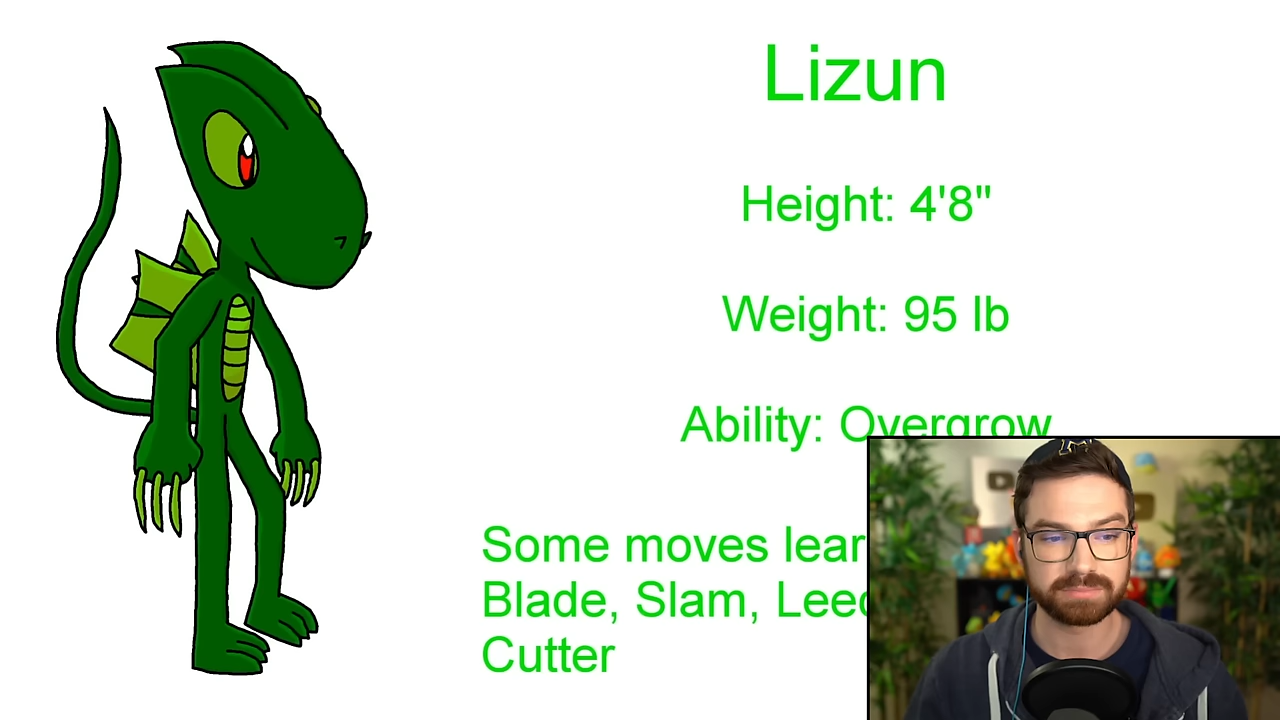 Lizun
Height: 4'8"
Weight: 95 lb
Ability: Overgrow
Some moves lear
Blade, Slam, Leec
Cutter